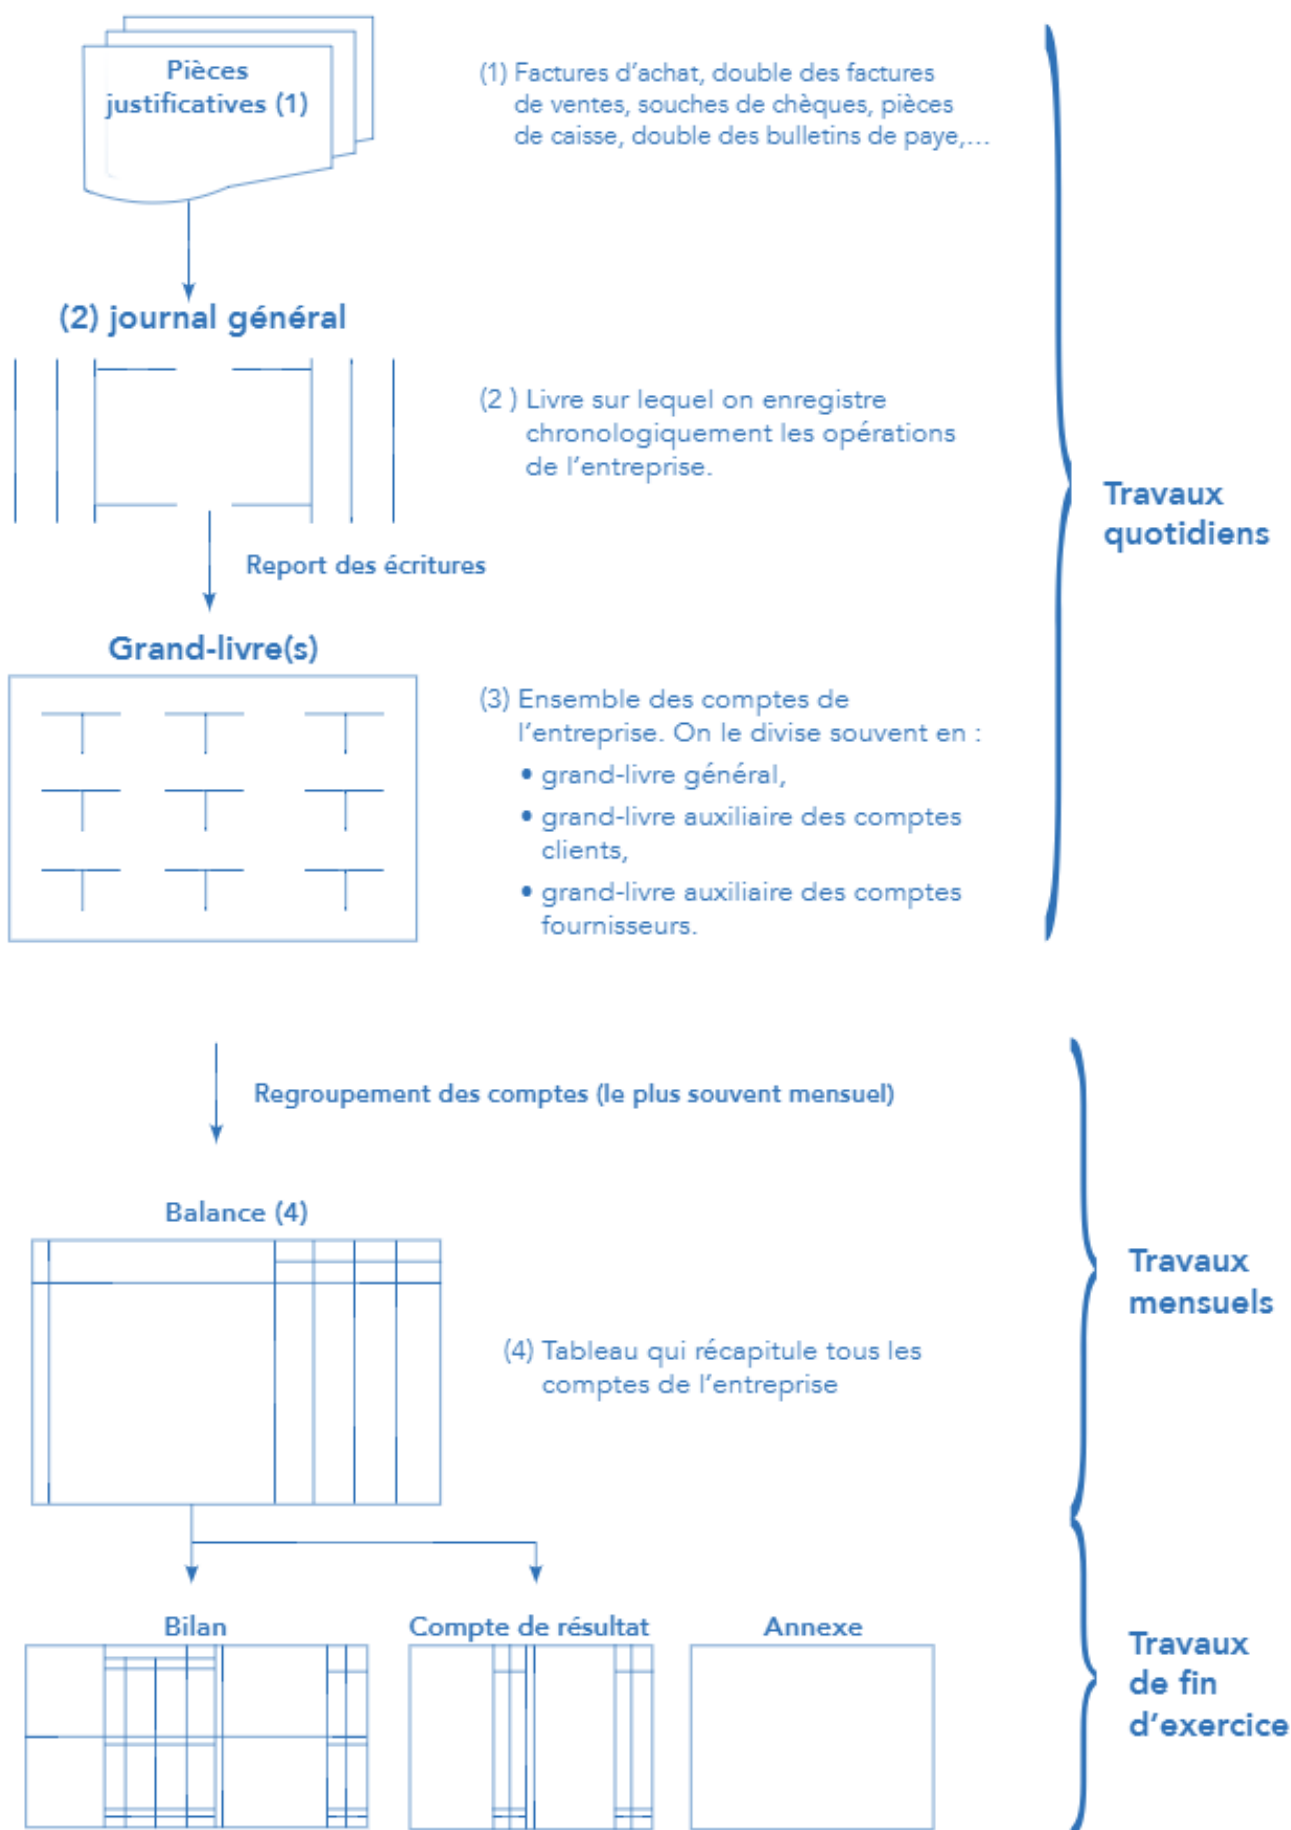 Pièces
justificatives (1)
(1) Factures d’achat, double des factures
de ventes, souches de chèques, pièces
de caisse, double des bulletins de paye,...
(2) journal général
(2 ) Livre sur lequel on enregistre
chronologiquement les opérations
de l’entreprise.
Travaux
quotidiens
Report des écritures
Grand-livre(s)
(3) Ensemble des comptes de
l’entreprise. On le divise souvent en :
• grand-livre général,
• grand-livre auxiliaire des comptes
clients,
• grand-livre auxiliaire des comptes
fournisseurs.
Regroupement des comptes (le plus souvent mensuel)
Balance (4)
Travaux
mensuels
(4) Tableau qui récapitule tous les
comptes de l’entreprise
Bilan
Compte de résultat
Annexe
Travaux
de fin
d’exercice